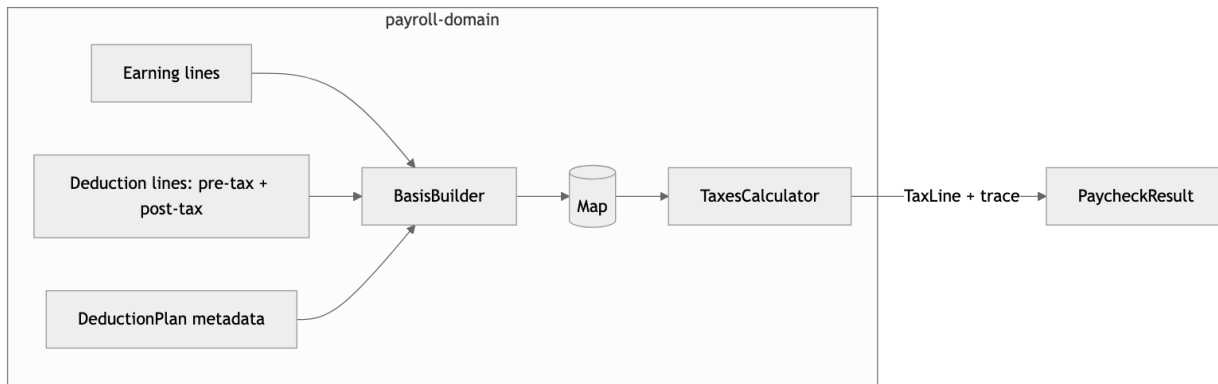 payroll-domain
Earning lines
Deduction lines: pre-tax +
post-tax
DeductionPlan metadata
BasisBuilder
Map
TaxesCalculator
TaxLine + trace
PaycheckResult